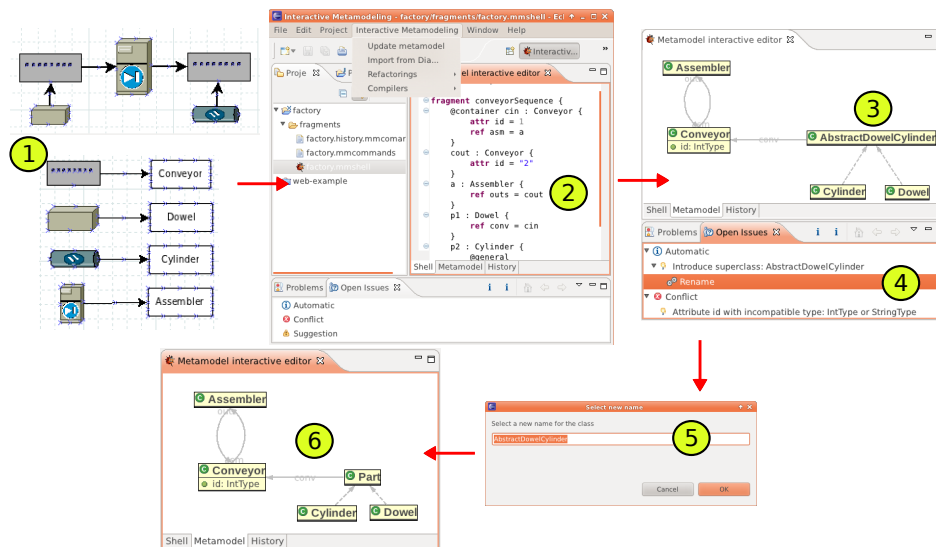 1
Conveyor
Dowel
Cylinder
Assembler
Interactive Metamodeling - factory/fragments/factory.mmshell - Ecl
File Edit Project Interactive Metamodeling Window Help
Update metamodel
Import from Dia...
Refactorings
Compilers
Interactiv...
»
Proje
el interactive editor
factory
fragments
factory.history.mmcomar
factory.mmcommands
factory.mmshell
web-example
fragment conveyorSequence {
@container cin : Conveyor {
attr id = 1
ref asm = a
}
cout : Conveyor {
attr id = "2"
}
a : Assembler {
ref outs = cout
}
p1 : Dowel {
ref conv = cin
}
p2 : Cylinder {
@general
2
Shell Metamodel History
Problems Open Issues
Automatic
Conflict
Suggestion
Metamodel interactive editor
Assembler
Conveyor
id: IntType
conv
3
AbstractDowelCylinder
Cylinder
Dowel
Shell Metamodel History
Problems Open Issues
Automatic
Introduce superclass: AbstractDowelCylinder
Rename
4
Conflict
Attribute id with incompatible type: IntType or StringType
Select new name
Select a new name for the class
AbstractDowelCylinder
5
Cancel OK
Metamodel interactive editor
Assembler
6
Conveyor
id: IntType
conv
Part
Cylinder
Dowel
Shell Metamodel History